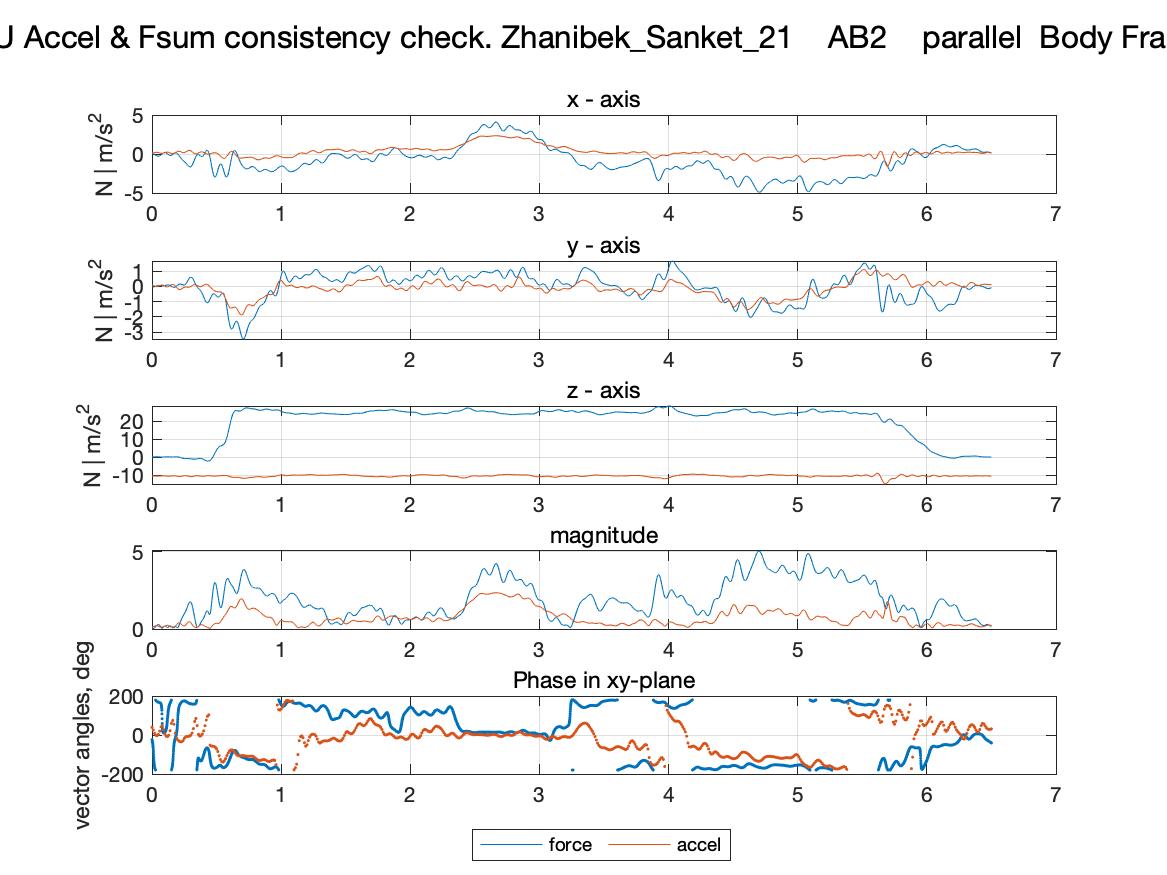 U Accel & Fsum consistency check. Zhanibek_Sanket_21 AB2 parallel Body Fra
x - axis
N | m/s²
5
0
-5
0 1 2 3 4 5 6 7
y - axis
N | m/s²
1
0
-1
-2
-3
0 1 2 3 4 5 6 7
z - axis
N | m/s²
20
10
0
-10
0 1 2 3 4 5 6 7
magnitude
5
0
0 1 2 3 4 5 6 7
Phase in xy-plane
vector angles, deg
200
0
-200
0 1 2 3 4 5 6 7
force accel